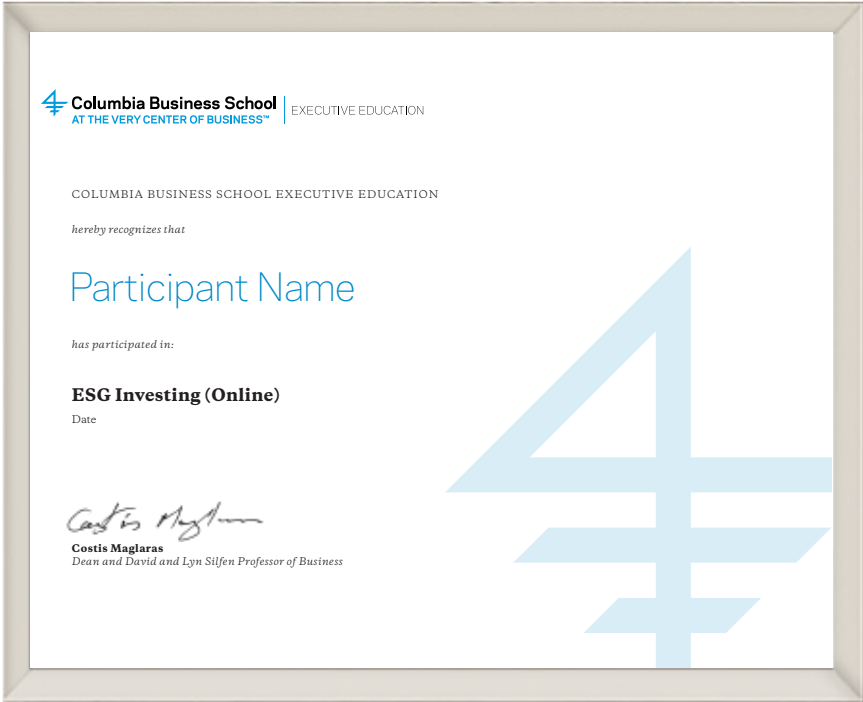 Columbia Business School
AT THE VERY CENTER OF BUSINESS™
EXECUTIVE EDUCATION
COLUMBIA BUSINESS SCHOOL EXECUTIVE EDUCATION
hereby recognizes that
Participant Name
has participated in:
ESG Investing (Online)
Date
Costis Maglaras
Costis Maglaras
Dean and David and Lyn Silfen Professor of Business